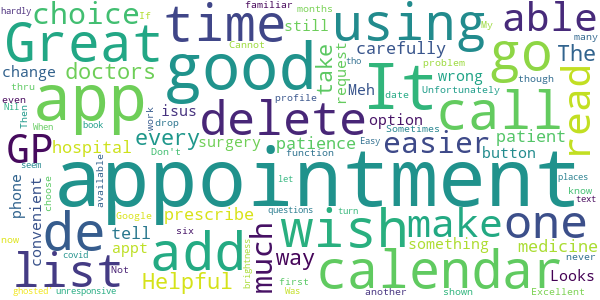 hardly
If
familiar
months
many
My
choice
time
using
able
Great
still
Cannot
carefully
go
The
problem
change
doctors
good
take
request
tho
Meh
wrong
though
thru
profile
date
Unfortunately
read
even
app
delete
It
call
Nil
Then
When
book
work
drop
isus
option
Sometimes
GP
hospital
every
surgery
patience
easier
patient
Don't
function
Easy
button
places
phone
convenient
choose
available
appointment
let
know
text
de
tell
add
prescribe
much
wish
make
one
something
medicine
seem
Google
questions
turn
never
now
covid
list
Not
appt
six
brightness
way
calendar
Looks
ghosted
unresponsive
Helpful
first
Was
another
shown
Excellent